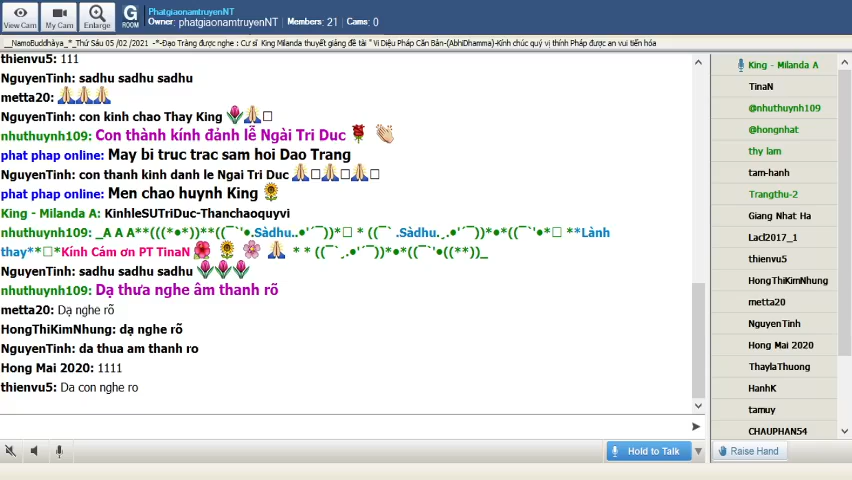 PhatgiaonamtruyenNT
Owner: phatgiaonamtruyenNT | Members: 21 | Cams: 0
View Cam
My Cam
Enlarge
G
ROOM
__NamoBuddhàya_*_Thứ Sáu 05 /02 /2021 -*-Đạo Tràng được nghe : Cư sĩ King Milanda thuyết giảng đề tài " Vi Diệu Pháp Căn Bản-(AbhiDhamma)-Kính chúc quý vị thính Pháp được an vui tiến hóa
thienvu5: 111
NguyenTinh: sadhu sadhu sadhu
metta20:
NguyenTinh: con kinh chao Thay King
nhuthuynh109: Con thành kính đảnh lễ Ngài Tri Duc
phat phap online: May bi truc trac sam hoi Dao Trang
NguyenTinh: con thanh kinh danh le Ngai Tri Duc
phat phap online: Men chao huynh King
King - Milanda A: KinhleSUTriDuc-Thanchaoquyvi
nhuthuynh109: _A A A**(((*•*))**((¯`'•.Sàdhu..•'´¯))*□ * ((¯` .Sàdhu.¸.•'´¯))*•*((¯`'•*□ **Lành
thay**□*Kính Cám ơn PT TinaN * * ((¯`¸.•'´¯))*•*((¯`'•((**))_
NguyenTinh: sadhu sadhu sadhu
nhuthuynh109: Dạ thưa nghe âm thanh rõ
metta20: Dạ nghe rõ
HongThiKimNhung: dạ nghe rõ
NguyenTinh: da thua am thanh ro
Hong Mai 2020: 1111
thienvu5: Da con nghe ro
Hold to Talk
King - Milanda A
TinaN
@nhuthuynh109
@hongnhat
thy lam
tam-hanh
Trangthu-2
Giang Nhat Ha
Lacl2017_1
thienvu5
HongThiKimNhung
metta20
NguyenTinh
Hong Mai 2020
ThaylaThuong
HanhK
tamuy
CHAUPHAN54
Raise Hand